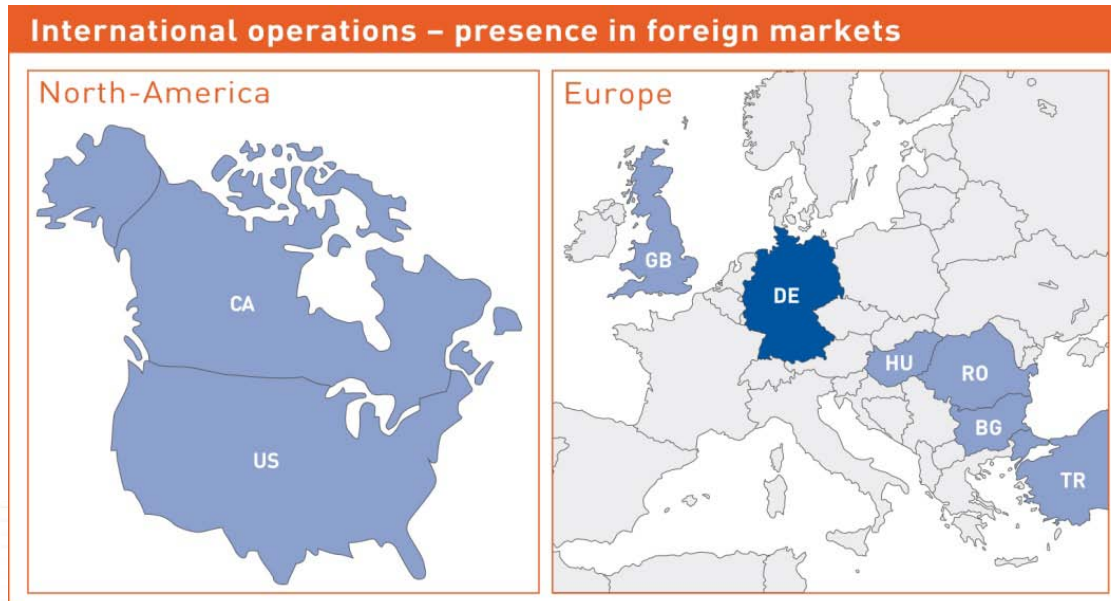 International operations – presence in foreign markets
North-America
CA
US
Europe
GB
DE
HU
RO
BG
TR